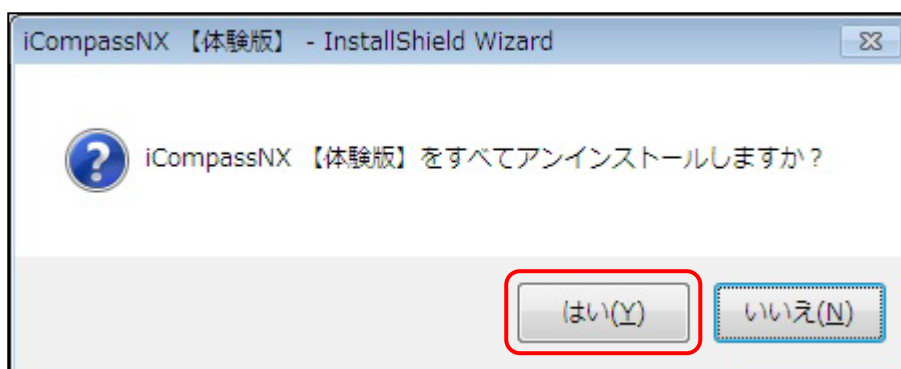 iCompassNX 【体験版】 - InstallShield Wizard
iCompassNX 【体験版】をすべてアンインストールしますか？
はい(Y)
いいえ(N)